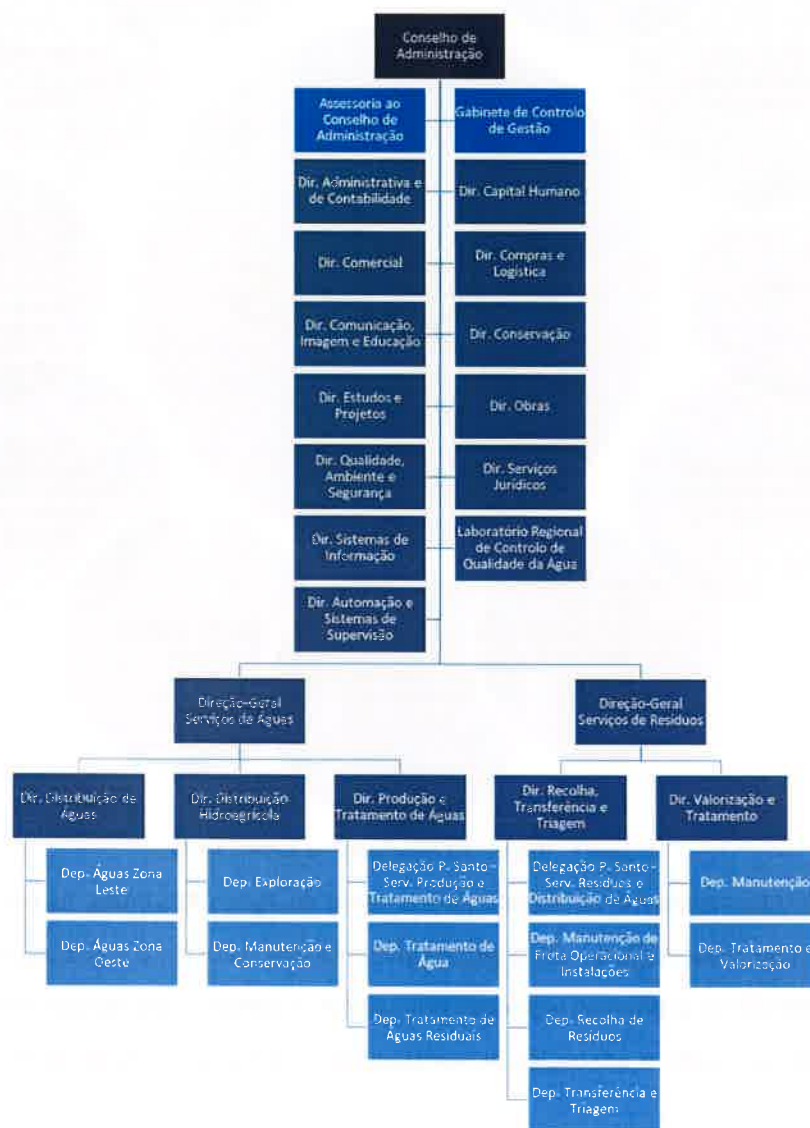 Conselho de
Administração
Assessoria ao
Conselho de
Administração
Gabinete de Controlo
de Gestão
Dir. Administrativa e
de Contabilidade
Dir. Capital Humano
Dir. Comercial
Dir. Compras e
Logística
Dir. Comunicação,
Imagem e Educação
Dir. Conservação
Dir. Estudos e
Projetos
Dir. Obras
Dir. Qualidade,
Ambiente e
Segurança
Dir. Serviços
Jurídicos
Dir. Sistemas de
Informação
Laboratório Regional
de Controlo de
Qualidade da Água
Dir. Automação e
Sistemas de
Supervisão
Direção-Geral
Serviços de Águas
Direção-Geral
Serviços de Resíduos
Dir. Distribuição de
Águas
Dir. Distribuição
Hidroagrícola
Dir. Produção e
Tratamento de Águas
Dir. Recolha,
Transferência e
Triagem
Dir. Valorização e
Tratamento
Dep. Águas Zona
Leste
Dep. Exploração
Delegação P. Santo -
Serv. Produção e
Tratamento de Águas
Delegação P. Santo -
Serv. Resíduos e
Distribuição de Águas
Dep. Manutenção
Dep. Águas Zona
Oeste
Dep. Manutenção e
Conservação
Dep. Tratamento de
Água
Dep. Manutenção de
Frota Operacional e
Instalações
Dep. Tratamento e
Valorização
Dep. Tratamento de
Águas Residuais
Dep. Recolha de
Resíduos
Dep. Transferência e
Triagem